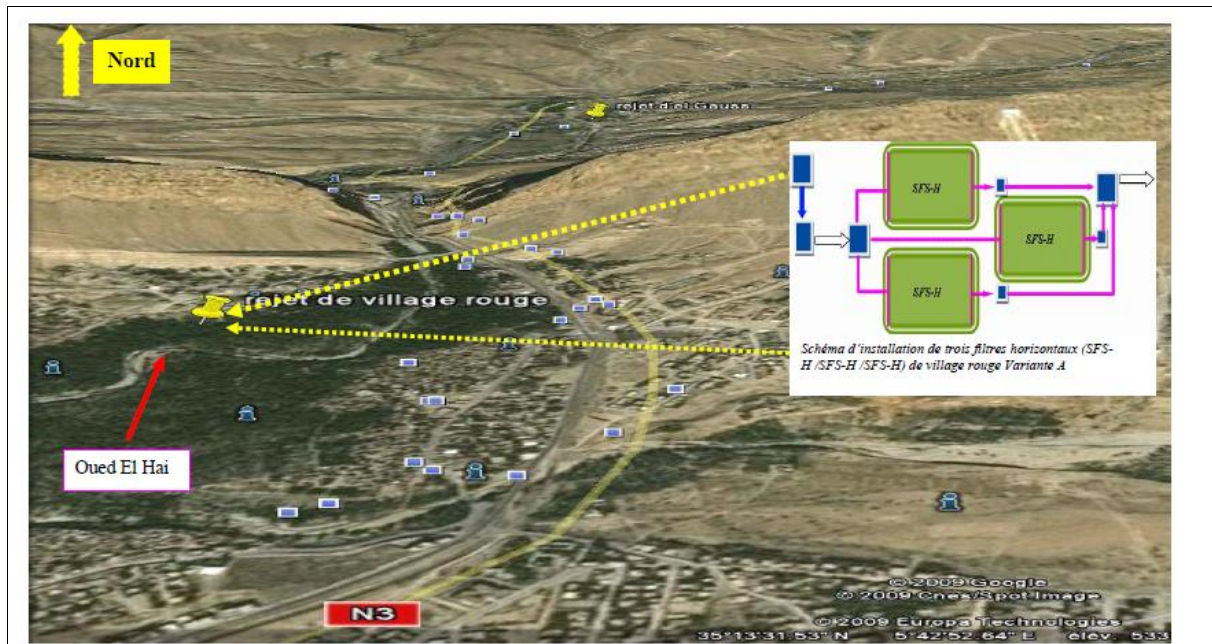 Nord
rejet d'el Gauss
SFS-H
SFS-H
SFS-H
Schéma d'installation de trois filtres horizontaux (SFS-
H /SFS-H /SFS-H) de village rouge Variante A
rejet de village rouge
Oued El Hai
N3
© 2009 Google
© 2009 Cnes/Spot Image
© 2009 Europa Technologies
35°13'31.53" N 5°42'52.64" E élév. 533